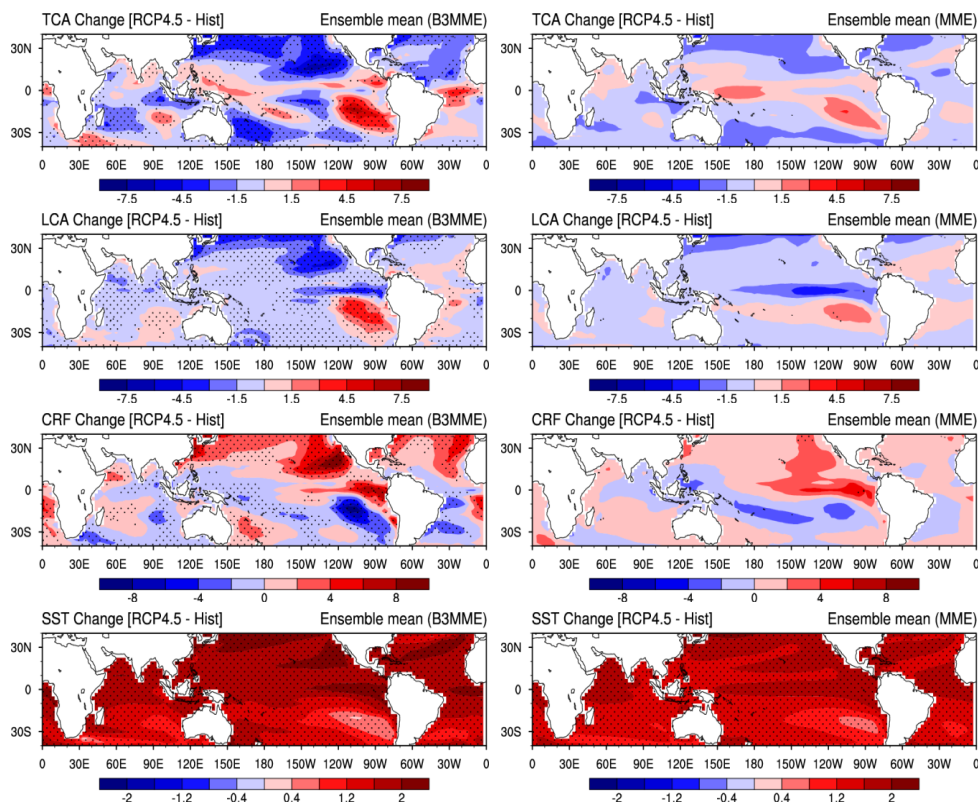 TCA Change [RCP4.5 - Hist] Ensemble mean (B3MME)
30N
0
30S
0 30E 60E 90E 120E 150E 180 150W 120W 90W 60W 30W 0
-7.5 -4.5 -1.5 1.5 4.5 7.5
TCA Change [RCP4.5 - Hist] Ensemble mean (MME)
30N
0
30S
0 30E 60E 90E 120E 150E 180 150W 120W 90W 60W 30W 0
-7.5 -4.5 -1.5 1.5 4.5 7.5
LCA Change [RCP4.5 - Hist] Ensemble mean (B3MME)
30N
0
30S
0 30E 60E 90E 120E 150E 180 150W 120W 90W 60W 30W 0
-7.5 -4.5 -1.5 1.5 4.5 7.5
LCA Change [RCP4.5 - Hist] Ensemble mean (MME)
30N
0
30S
0 30E 60E 90E 120E 150E 180 150W 120W 90W 60W 30W 0
-7.5 -4.5 -1.5 1.5 4.5 7.5
CRF Change [RCP4.5 - Hist] Ensemble mean (B3MME)
30N
0
30S
0 30E 60E 90E 120E 150E 180 150W 120W 90W 60W 30W 0
-8 -4 0 4 8
CRF Change [RCP4.5 - Hist] Ensemble mean (MME)
30N
0
30S
0 30E 60E 90E 120E 150E 180 150W 120W 90W 60W 30W 0
-8 -4 0 4 8
SST Change [RCP4.5 - Hist] Ensemble mean (B3MME)
30N
0
30S
0 30E 60E 90E 120E 150E 180 150W 120W 90W 60W 30W 0
-2 -1.2 -0.4 0.4 1.2 2
SST Change [RCP4.5 - Hist] Ensemble mean (MME)
30N
0
30S
0 30E 60E 90E 120E 150E 180 150W 120W 90W 60W 30W 0
-2 -1.2 -0.4 0.4 1.2 2